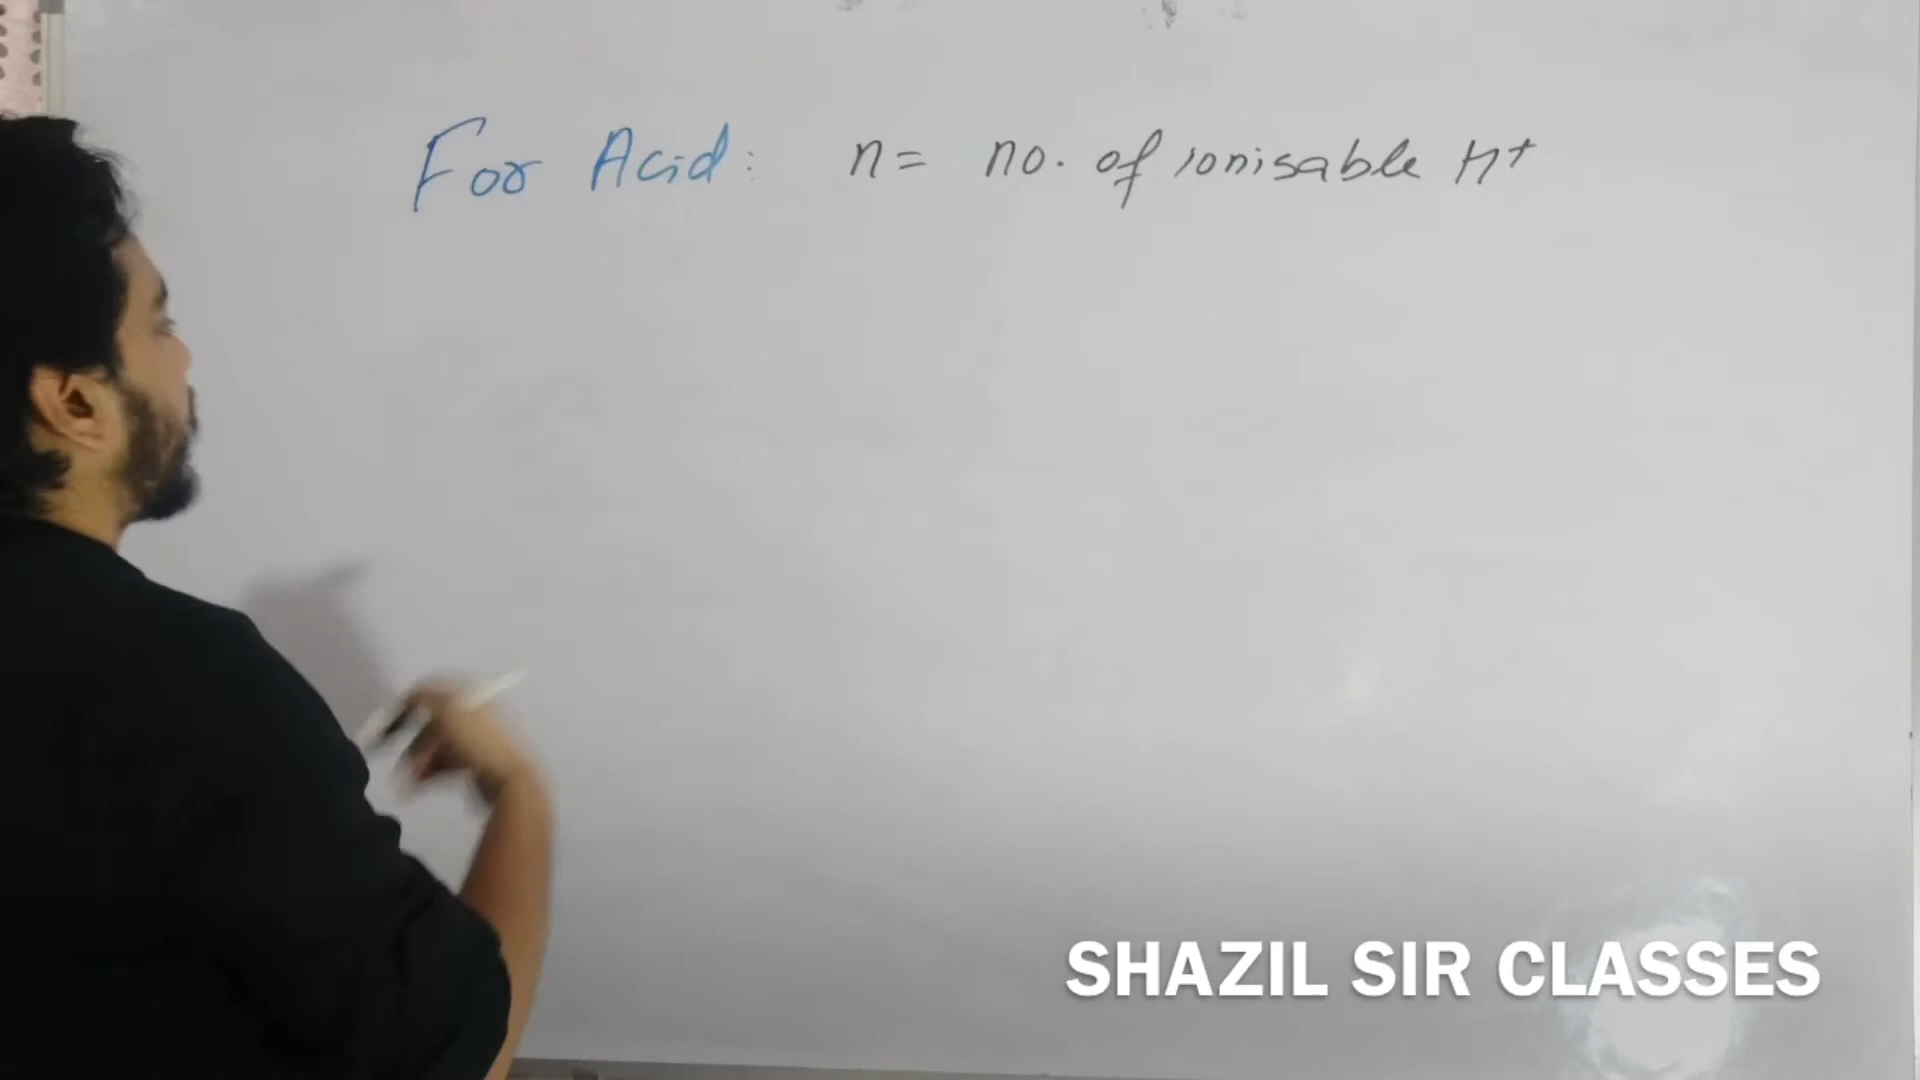 For Acid: n = no. of ionisable H+
SHAZIL SIR CLASSES